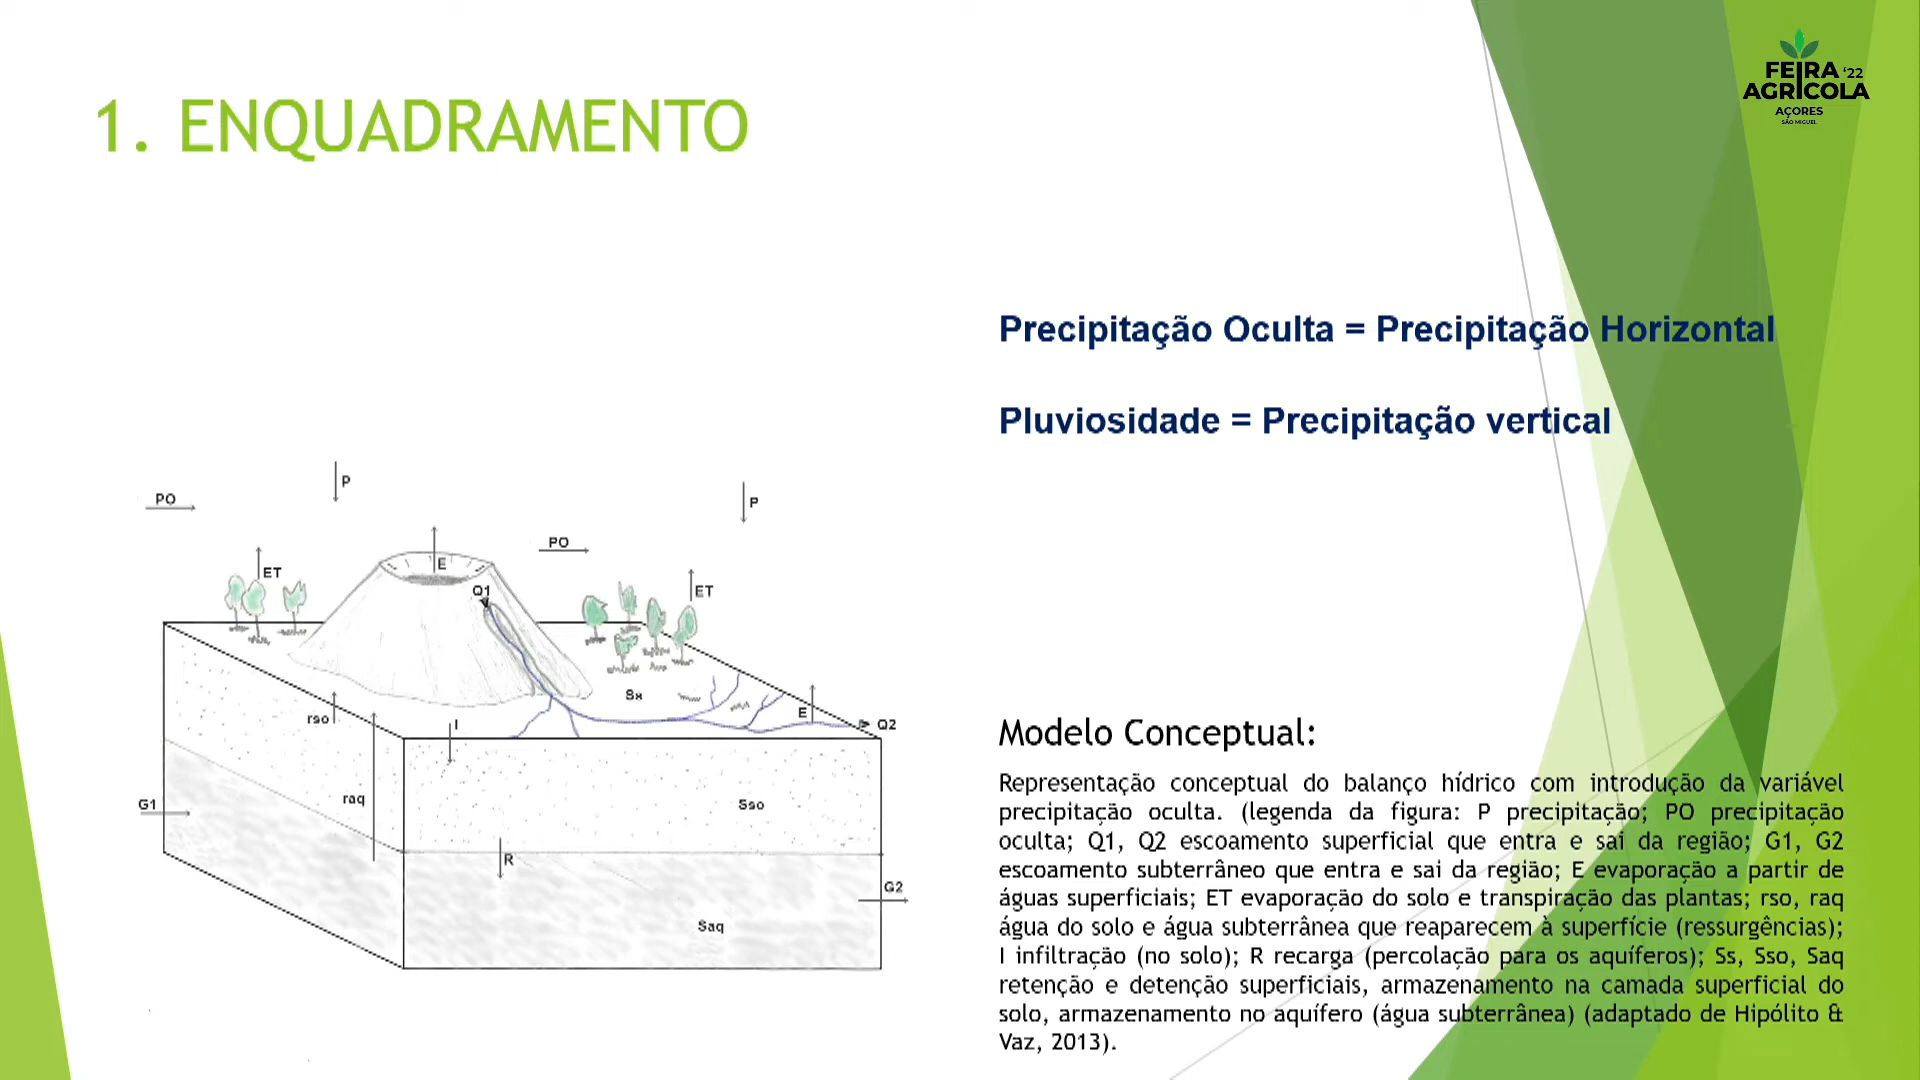 FEIRA '22
AGRICOLA
AÇORES
SÃO MIGUEL
1. ENQUADRAMENTO
Precipitação Oculta = Precipitação Horizontal
Pluviosidade = Precipitação vertical
P
PO
P
PO
E
ET
Q1
ET
Ss
rso
I
E
Q2
raq
G1
Sso
R
G2
Saq
Modelo Conceptual:
Representação conceptual do balanço hídrico com introdução da variável
precipitação oculta. (legenda da figura: P precipitação; PO precipitação
oculta; Q1, Q2 escoamento superficial que entra e sai da região; G1, G2
escoamento subterrâneo que entra e sai da região; E evaporação a partir de
águas superficiais; ET evaporação do solo e transpiração das plantas; rso, raq
água do solo e água subterrânea que reaparecem à superfície (ressurgências);
I infiltração (no solo); R recarga (percolação para os aquíferos); Ss, Sso, Saq
retenção e detenção superficiais, armazenamento na camada superficial do
solo, armazenamento no aquífero (água subterrânea) (adaptado de Hipólito &
Vaz, 2013).